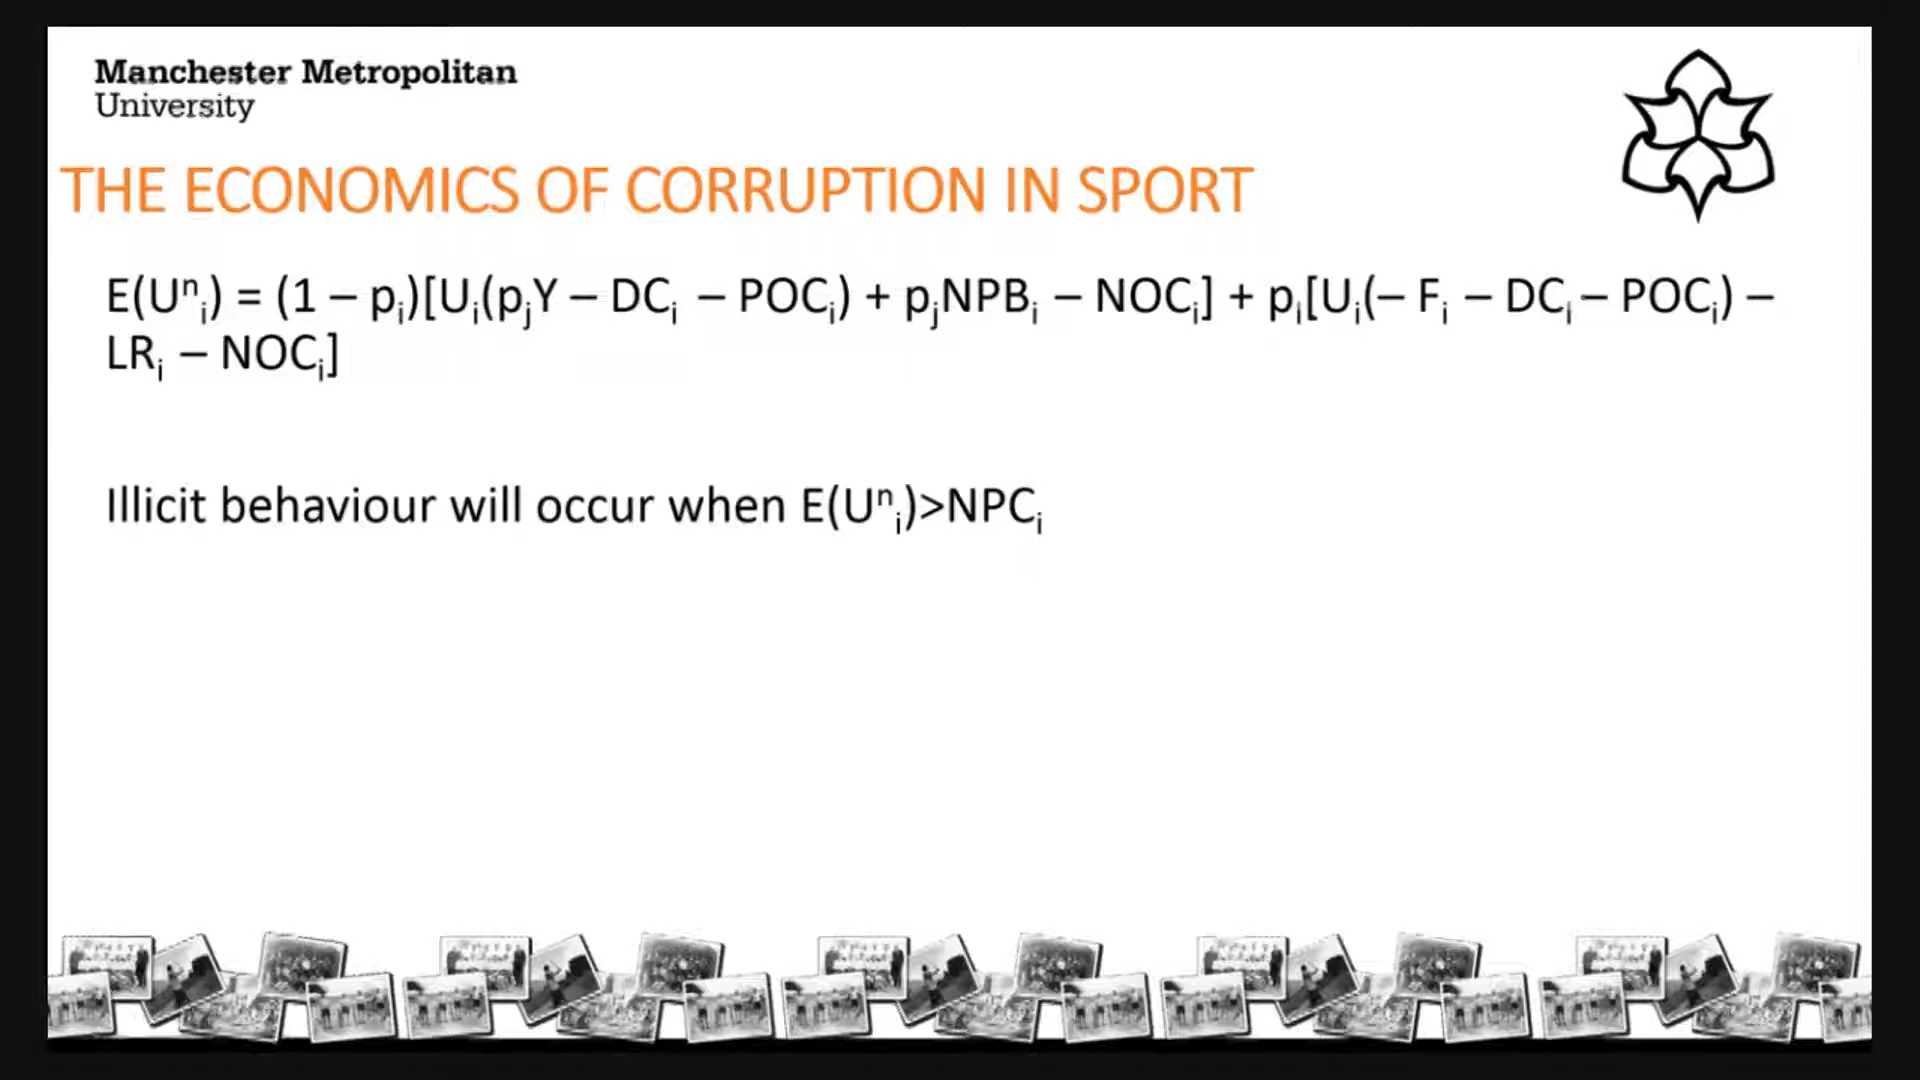 Manchester Metropolitan
University
THE ECONOMICS OF CORRUPTION IN SPORT
E(Uⁿᵢ) = (1 – pᵢ)[Uᵢ(pⱼY – DCᵢ – POCᵢ) + pⱼNPBᵢ – NOCᵢ] + pᵢ[Uᵢ(– Fᵢ – DCᵢ – POCᵢ) –
LRᵢ – NOCᵢ]
Illicit behaviour will occur when E(Uⁿᵢ)>NPCᵢ